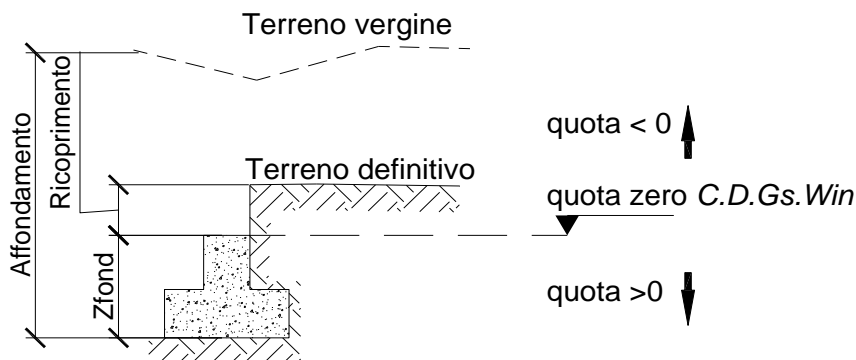 Terreno vergine
Affondamento
Ricoprimento
quota < 0
Terreno definitivo
quota zero C.D.Gs.Win
Zfond
quota >0